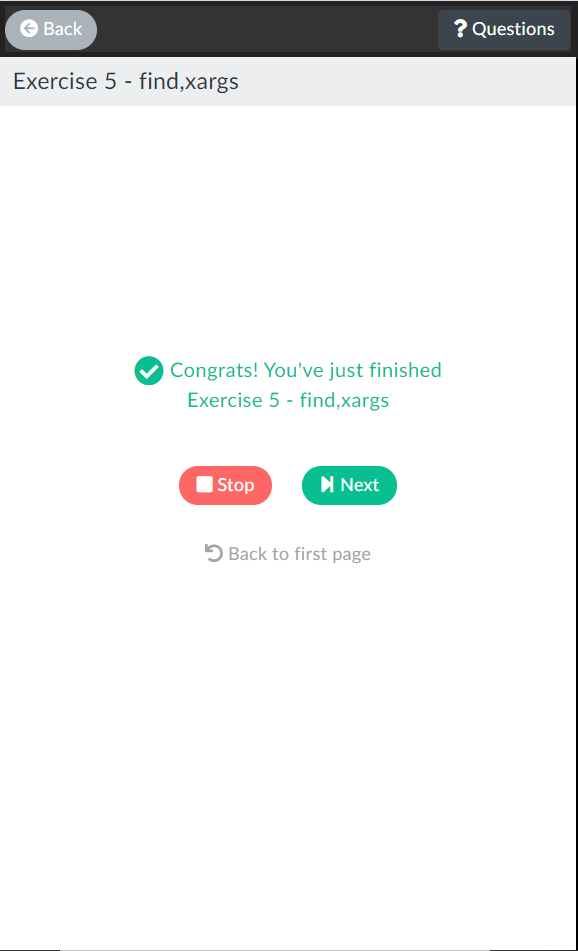 Back
? Questions
Exercise 5 - find,xargs
Congrats! You've just finished
Exercise 5 - find,xargs
Stop
Next
Back to first page